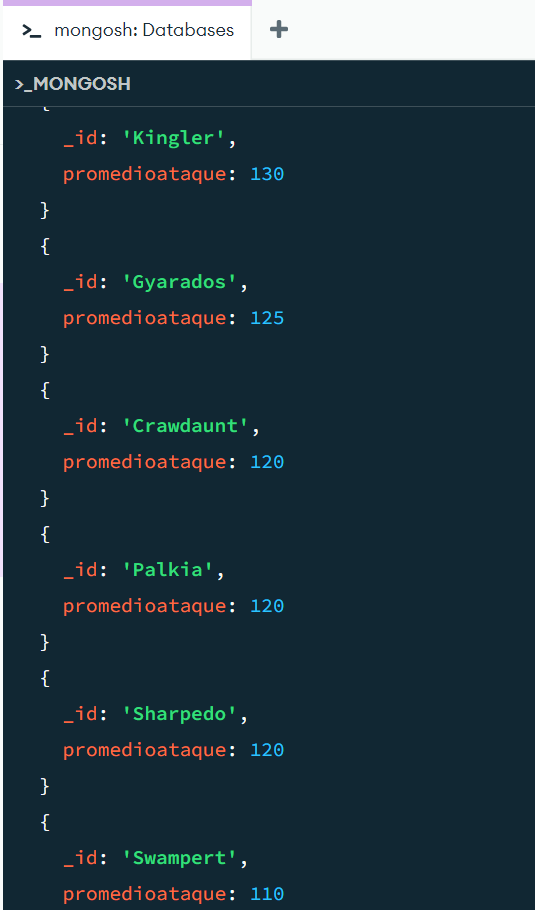 >_ mongosh: Databases +
>_MONGOSH
{
_id: 'Kingler',
promedioataque: 130
}
{
_id: 'Gyarados',
promedioataque: 125
}
{
_id: 'Crawdaunt',
promedioataque: 120
}
{
_id: 'Palkia',
promedioataque: 120
}
{
_id: 'Sharpedo',
promedioataque: 120
}
{
_id: 'Swampert',
promedioataque: 110